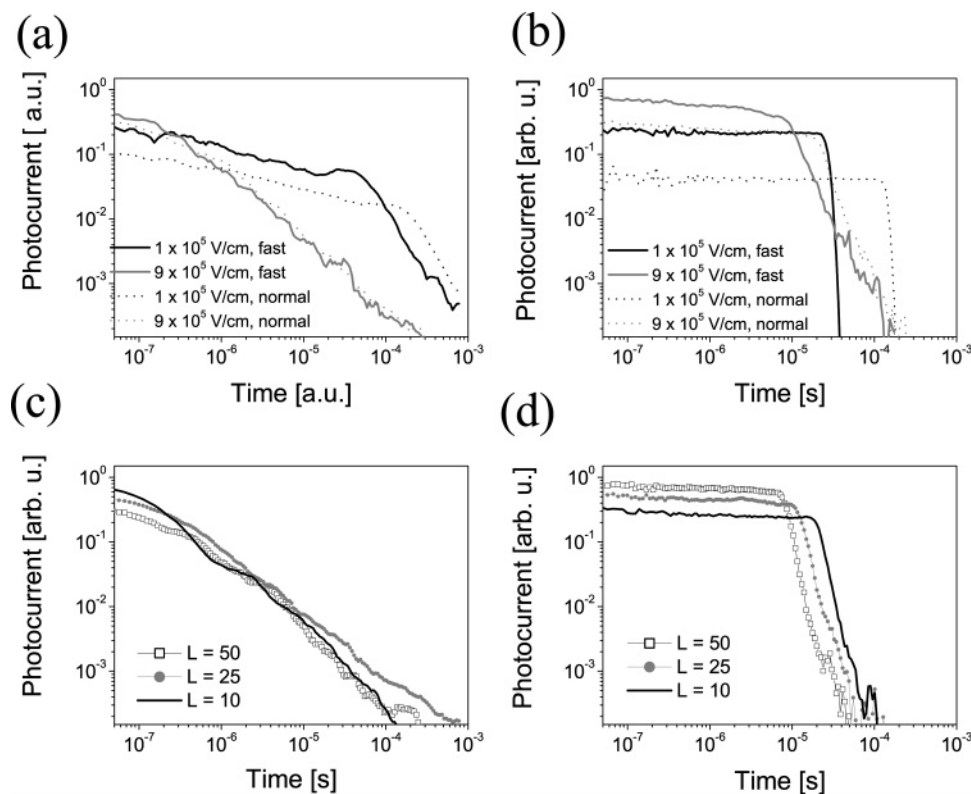 (a)
Photocurrent [ a.u.]
10⁰
10⁻¹
10⁻²
10⁻³
1 x 10⁵ V/cm, fast
9 x 10⁵ V/cm, fast
1 x 10⁵ V/cm, normal
9 x 10⁵ V/cm, normal
10⁻⁷ 10⁻⁶ 10⁻⁵ 10⁻⁴ 10⁻³
Time [a.u.]
(b)
Photocurrent [arb. u.]
10⁰
10⁻¹
10⁻²
10⁻³
1 x 10⁵ V/cm, fast
9 x 10⁵ V/cm, fast
1 x 10⁵ V/cm, normal
9 x 10⁵ V/cm, normal
10⁻⁷ 10⁻⁶ 10⁻⁵ 10⁻⁴ 10⁻³
Time [s]
(c)
Photocurrent [arb. u.]
10⁰
10⁻¹
10⁻²
10⁻³
L = 50
L = 25
L = 10
10⁻⁷ 10⁻⁶ 10⁻⁵ 10⁻⁴ 10⁻³
Time [s]
(d)
Photocurrent [arb. u.]
10⁰
10⁻¹
10⁻²
10⁻³
L = 50
L = 25
L = 10
10⁻⁷ 10⁻⁶ 10⁻⁵ 10⁻⁴ 10⁻³
Time [s]